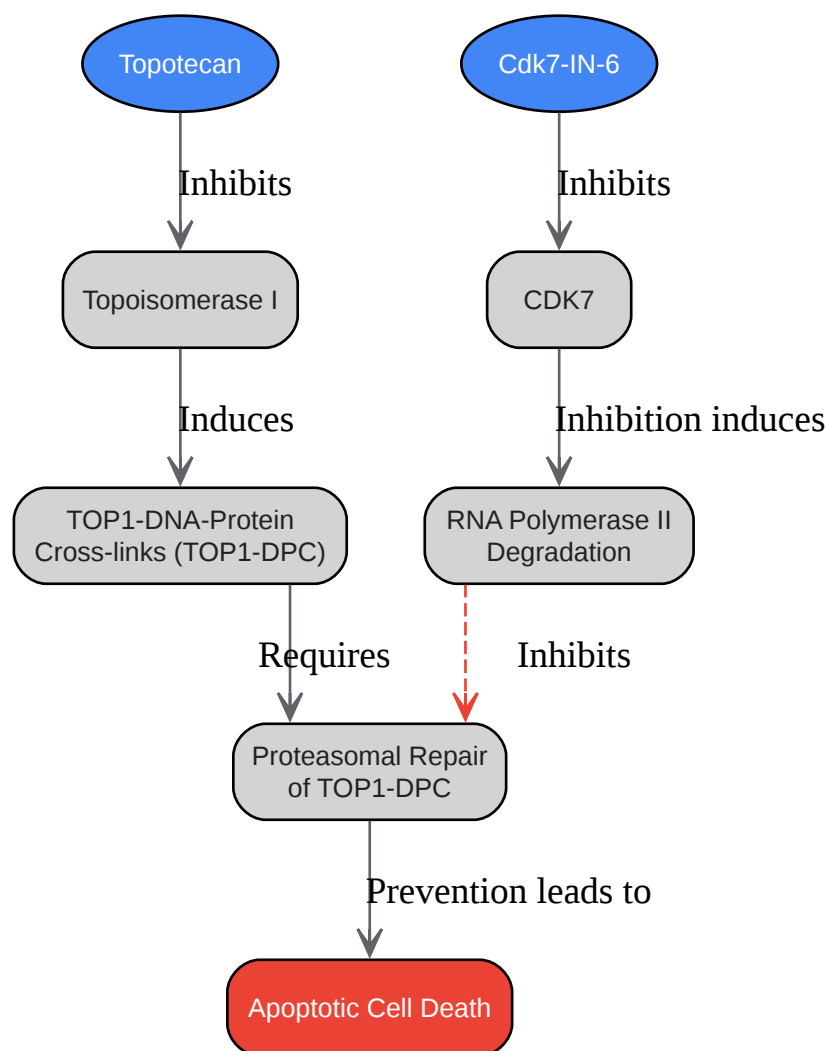 Topotecan
Cdk7-IN-6
Inhibits
Inhibits
Topoisomerase I
CDK7
Induces
Inhibition induces
TOP1-DNA-Protein
Cross-links (TOP1-DPC)
RNA Polymerase II
Degradation
Requires
Inhibits
Proteasomal Repair
of TOP1-DPC
Prevention leads to
Apoptotic Cell Death